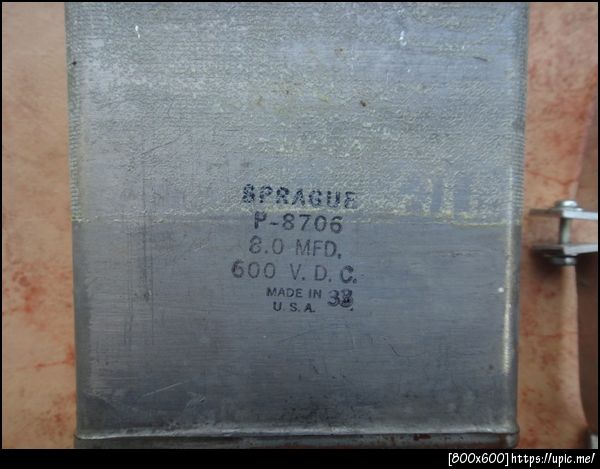 SPRAGUE
P-8706
8.0 MFD.
600 V. D. C.
MADE IN
U. S. A.
[800x600]https://upic.me/